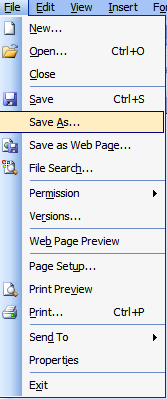 File Edit View Insert Fo
New...
Open... Ctrl+O
Close
Save Ctrl+S
Save As...
Save as Web Page...
File Search...
Permission
Versions...
Web Page Preview
Page Setup...
Print Preview
Print... Ctrl+P
Send To
Properties
Exit